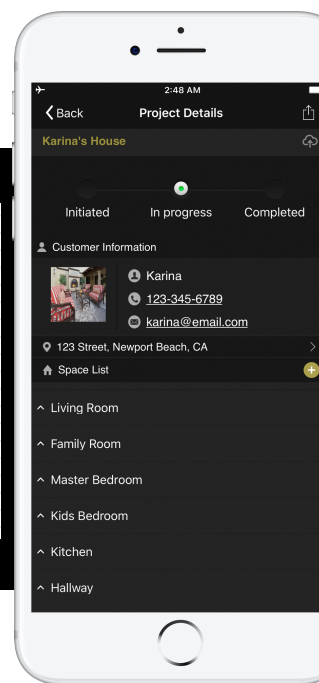 2:48 AM
Back
Project Details
Karina's House
Initiated
In progress
Completed
Customer Information
Karina
123-345-6789
karina@email.com
123 Street, Newport Beach, CA
Space List
Living Room
Family Room
Master Bedroom
Kids Bedroom
Kitchen
Hallway